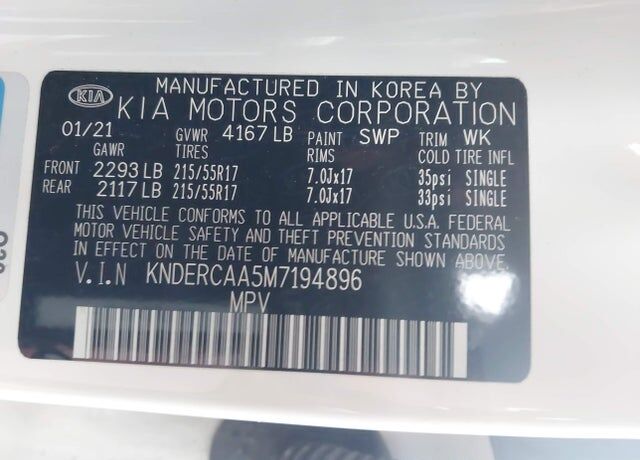 KIA MANUFACTURED IN KOREA BY
KIA MOTORS CORPORATION
01/21 GVWR 4167 LB PAINT SWP TRIM WK
GAWR TIRES RIMS COLD TIRE INFL
FRONT 2293 LB 215/55R17 7.0Jx17 35psi SINGLE
REAR 2117 LB 215/55R17 7.0Jx17 33psi SINGLE
THIS VEHICLE CONFORMS TO ALL APPLICABLE U.S.A. FEDERAL
MOTOR VEHICLE SAFETY AND THEFT PREVENTION STANDARDS
IN EFFECT ON THE DATE OF MANUFACTURE SHOWN ABOVE.
V.I.N KNDERCAA5M7194896
MPV